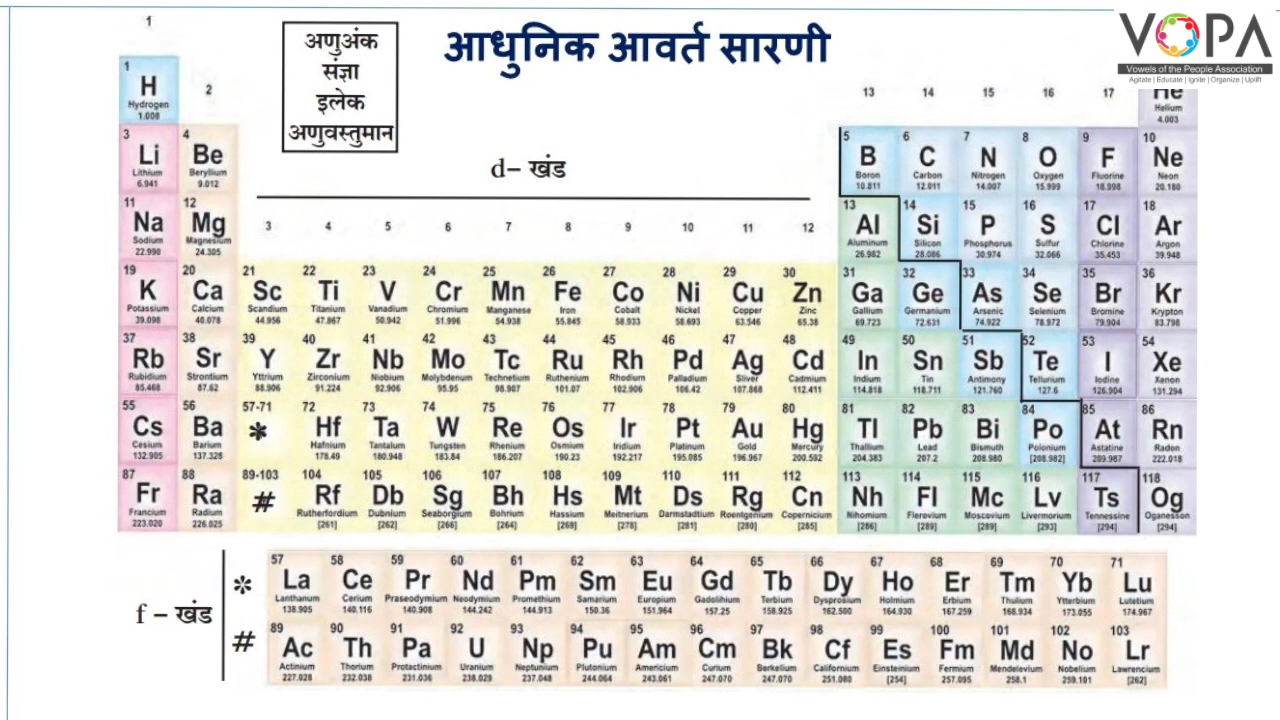 1
आधुनिक आवर्त सारणी
VOPA
Vowels of the People Association
Agitate | Educate | Ignite | Organize | Uplift
अणुअंक
संज्ञा
इलेक
अणुवस्तुमान
1 H Hydrogen 1.008
2
13 14 15 16 17
He Helium 4.003
3 Li Lithium 6.941
4 Be Beryllium 9.012
d– खंड
5 B Boron 10.811
6 C Carbon 12.011
7 N Nitrogen 14.007
8 O Oxygen 15.999
9 F Fluorine 18.998
10 Ne Neon 20.180
11 Na Sodium 22.990
12 Mg Magnesium 24.305
3 4 5 6 7 8 9 10 11 12
13 Al Aluminum 26.982
14 Si Silicon 28.086
15 P Phosphorus 30.974
16 S Sulfur 32.066
17 Cl Chlorine 35.453
18 Ar Argon 39.948
19 K Potassium 39.098
20 Ca Calcium 40.078
21 Sc Scandium 44.956
22 Ti Titanium 47.867
23 V Vanadium 50.942
24 Cr Chromium 51.996
25 Mn Manganese 54.938
26 Fe Iron 55.845
27 Co Cobalt 58.933
28 Ni Nickel 58.693
29 Cu Copper 63.546
30 Zn Zinc 65.38
31 Ga Gallium 69.723
32 Ge Germanium 72.631
33 As Arsenic 74.922
34 Se Selenium 78.972
35 Br Bromine 79.904
36 Kr Krypton 83.798
37 Rb Rubidium 85.468
38 Sr Strontium 87.62
39 Y Yttrium 88.906
40 Zr Zirconium 91.224
41 Nb Niobium 92.906
42 Mo Molybdenum 95.95
43 Tc Technetium 98.907
44 Ru Ruthenium 101.07
45 Rh Rhodium 102.906
46 Pd Palladium 106.42
47 Ag Silver 107.868
48 Cd Cadmium 112.411
49 In Indium 114.818
50 Sn Tin 118.711
51 Sb Antimony 121.760
52 Te Tellurium 127.6
53 I Iodine 126.904
54 Xe Xenon 131.294
55 Cs Cesium 132.905
56 Ba Barium 137.328
57-71 *
72 Hf Hafnium 178.49
73 Ta Tantalum 180.948
74 W Tungsten 183.84
75 Re Rhenium 186.207
76 Os Osmium 190.23
77 Ir Iridium 192.217
78 Pt Platinum 195.085
79 Au Gold 196.967
80 Hg Mercury 200.592
81 Tl Thallium 204.383
82 Pb Lead 207.2
83 Bi Bismuth 208.980
84 Po Polonium [208.982]
85 At Astatine 209.987
86 Rn Radon 222.018
87 Fr Francium 223.020
88 Ra Radium 226.025
89-103 #
104 Rf Rutherfordium [261]
105 Db Dubnium [262]
106 Sg Seaborgium [266]
107 Bh Bohrium [264]
108 Hs Hassium [269]
109 Mt Meitnerium [278]
110 Ds Darmstadtium [281]
111 Rg Roentgenium [280]
112 Cn Copernicium [285]
113 Nh Nihomium [286]
114 Fl Flerovium [289]
115 Mc Moscovium [289]
116 Lv Livermorium [293]
117 Ts Tennessine [294]
118 Og Oganesson [294]
f – खंड
*
57 La Lanthanum 138.905
58 Ce Cerium 140.116
59 Pr Praseodymium 140.908
60 Nd Neodymium 144.242
61 Pm Promethium 144.913
62 Sm Samarium 150.36
63 Eu Europium 151.964
64 Gd Gadolihium 157.25
65 Tb Terbium 158.925
66 Dy Dysprosium 162.500
67 Ho Holmium 164.930
68 Er Erbium 167.259
69 Tm Thulium 168.934
70 Yb Ytterbium 173.055
71 Lu Lutetium 174.967
#
89 Ac Actinium 227.028
90 Th Thorium 232.038
91 Pa Protactinium 231.036
92 U Uranium 238.029
93 Np Neptunium 237.048
94 Pu Plutonium 244.064
95 Am Americium 243.061
96 Cm Curium 247.070
97 Bk Berkelium 247.070
98 Cf Californium 251.080
99 Es Einsteinium [254]
100 Fm Fermium 257.095
101 Md Mendelevium 258.1
102 No Nobelium 259.101
103 Lr Lawrencium [262]